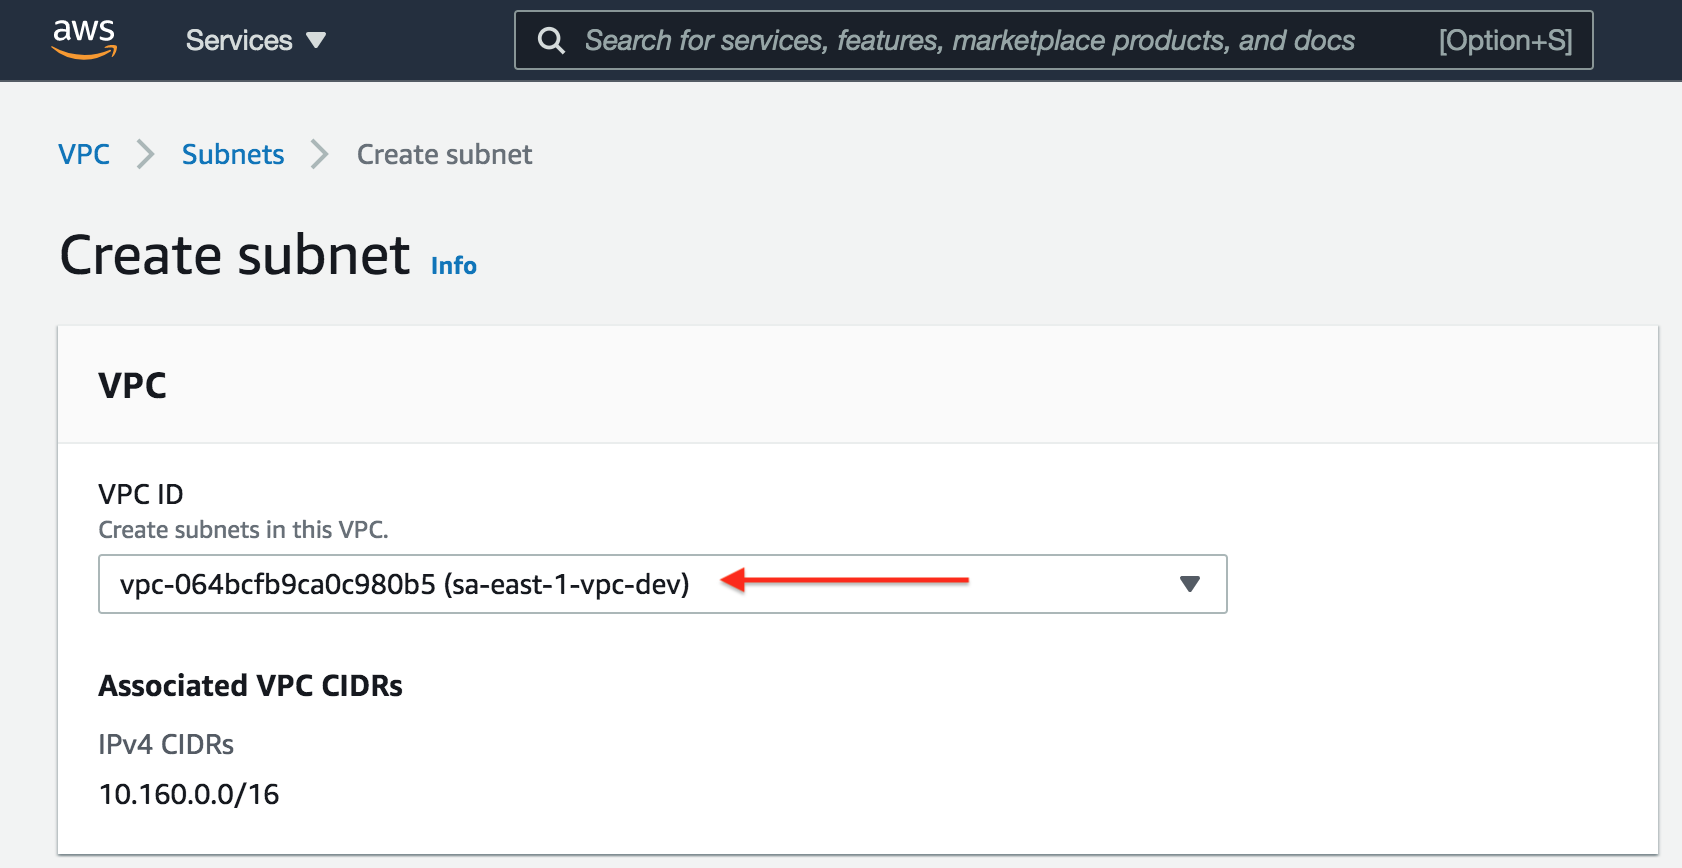 aws Services Search for services, features, marketplace products, and docs [Option+S]
VPC Subnets Create subnet
Create subnet Info
VPC
VPC ID
Create subnets in this VPC.
vpc-064bcfb9ca0c980b5 (sa-east-1-vpc-dev)
Associated VPC CIDRs
IPv4 CIDRs
10.160.0.0/16